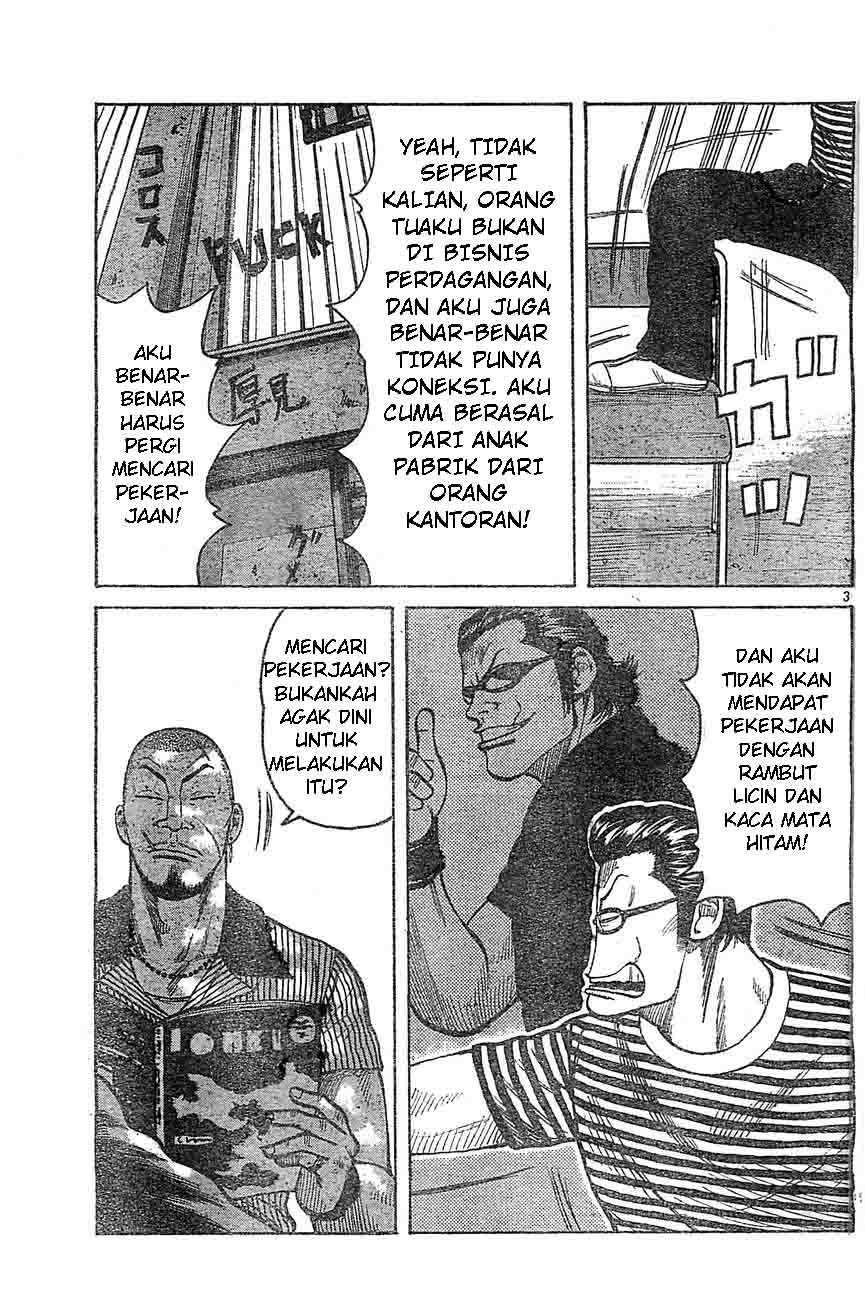 ガガ
YEAH, TIDAK
SEPERTI
KALIAN, ORANG
TUAKU BUKAN
DI BISNIS
PERDAGANGAN,
DAN AKU JUGA
BENAR-BENAR
TIDAK PUNYA
KONEKSI. AKU
CUMA BERASAL
DARI ANAK
PABRIK DARI
ORANG
KANTORAN!
コロス
FUCK
厚見
AKU
BENAR-
BENAR
HARUS
PERGI
MENCARI
PEKER-
JAAN!
3
DAN AKU
TIDAK AKAN
MENDAPAT
PEKERJAAN
DENGAN
RAMBUT
LICIN DAN
KACA MATA
HITAM!
MENCARI
PEKERJAAN?
BUKANKAH
AGAK DINI
UNTUK
MELAKUKAN
ITU?